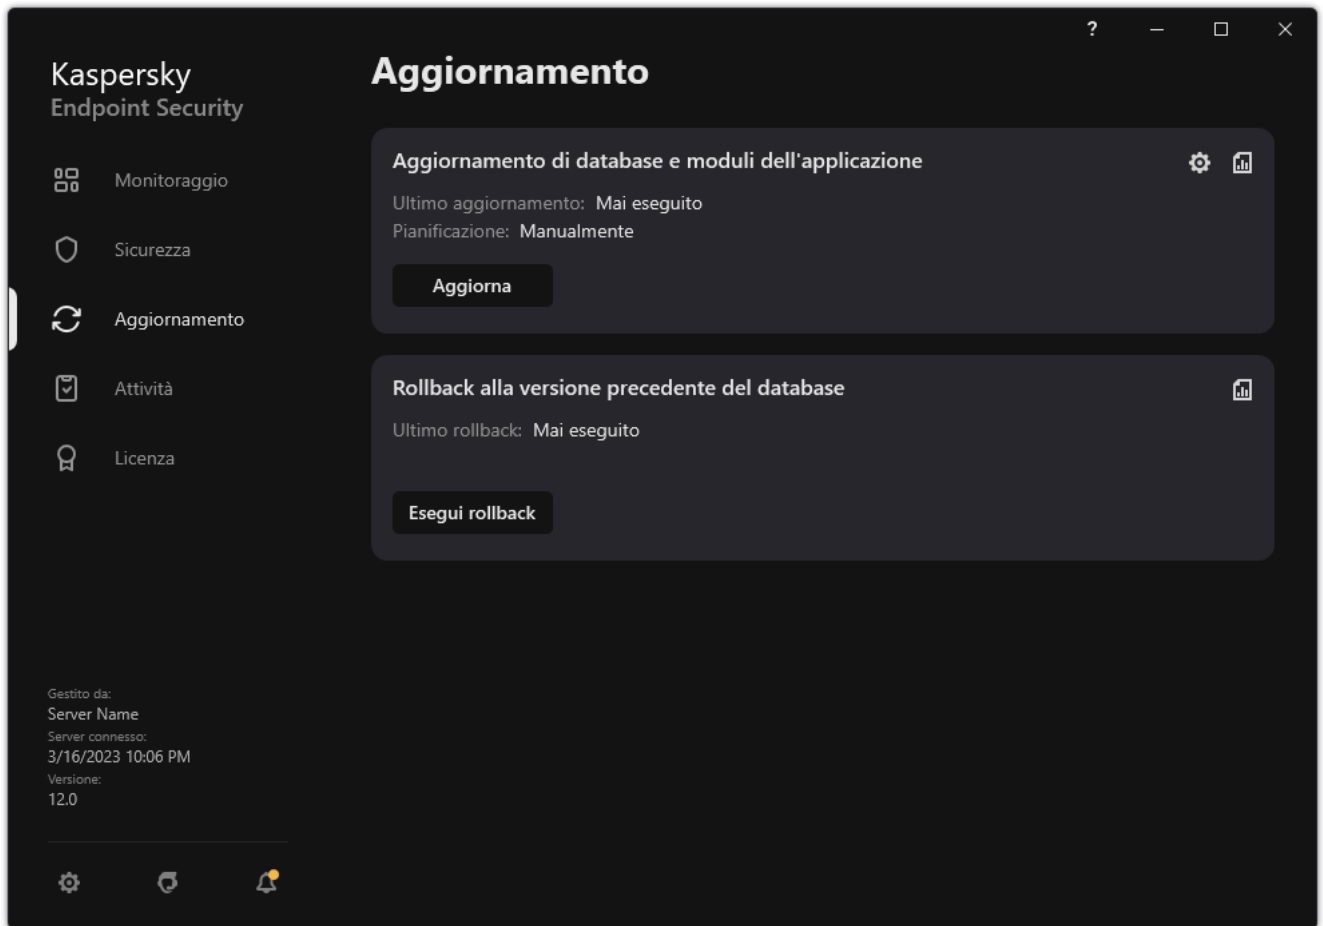 ?
Kaspersky
Endpoint Security
Monitoraggio
Sicurezza
Aggiornamento
Attività
Licenza
Gestito da:
Server Name
Server connesso:
3/16/2023 10:06 PM
Versione:
12.0
Aggiornamento
Aggiornamento di database e moduli dell'applicazione
Ultimo aggiornamento: Mai eseguito
Pianificazione: Manualmente
Aggiorna
Rollback alla versione precedente del database
Ultimo rollback: Mai eseguito
Esegui rollback